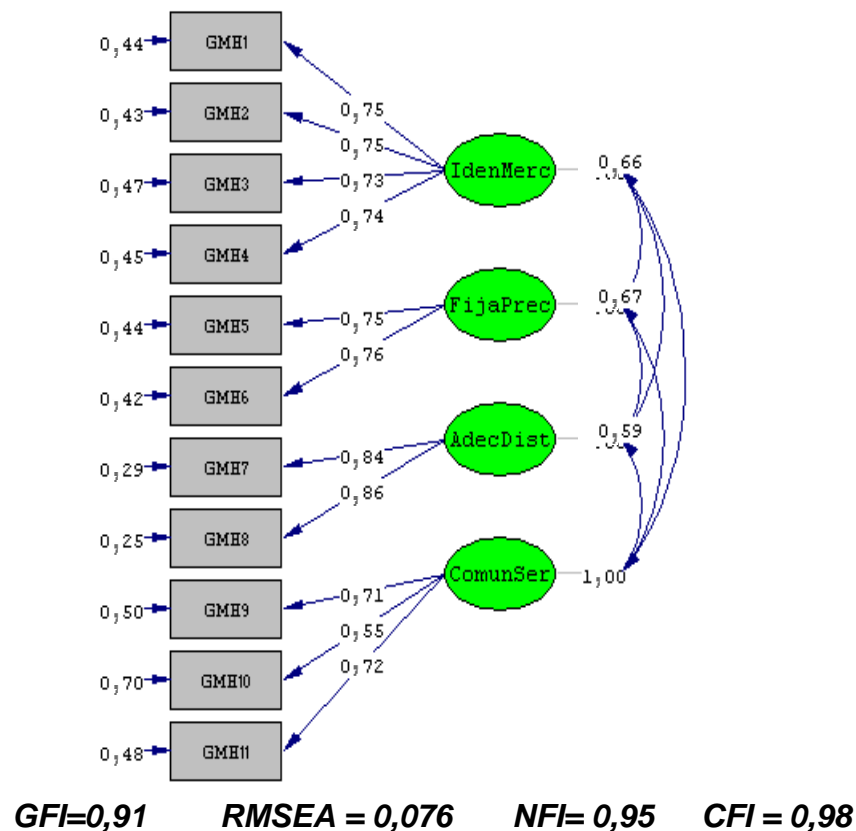 0,44 GMH1
0,75
0,43 GMH2
0,75
IdenMerc 0,66
0,47 GMH3 0,73
0,74
0,45 GMH4
FijaPrec 0,67
0,44 GMH5 0,75
0,76
0,42 GMH6
AdecDist 0,59
0,29 GMH7 0,84
0,86
0,25 GMH8
ComunSer 1,00
0,50 GMH9 0,71
0,55
0,70 GMH10 0,72
0,48 GMH11
GFI=0,91 RMSEA = 0,076 NFI= 0,95 CFI = 0,98